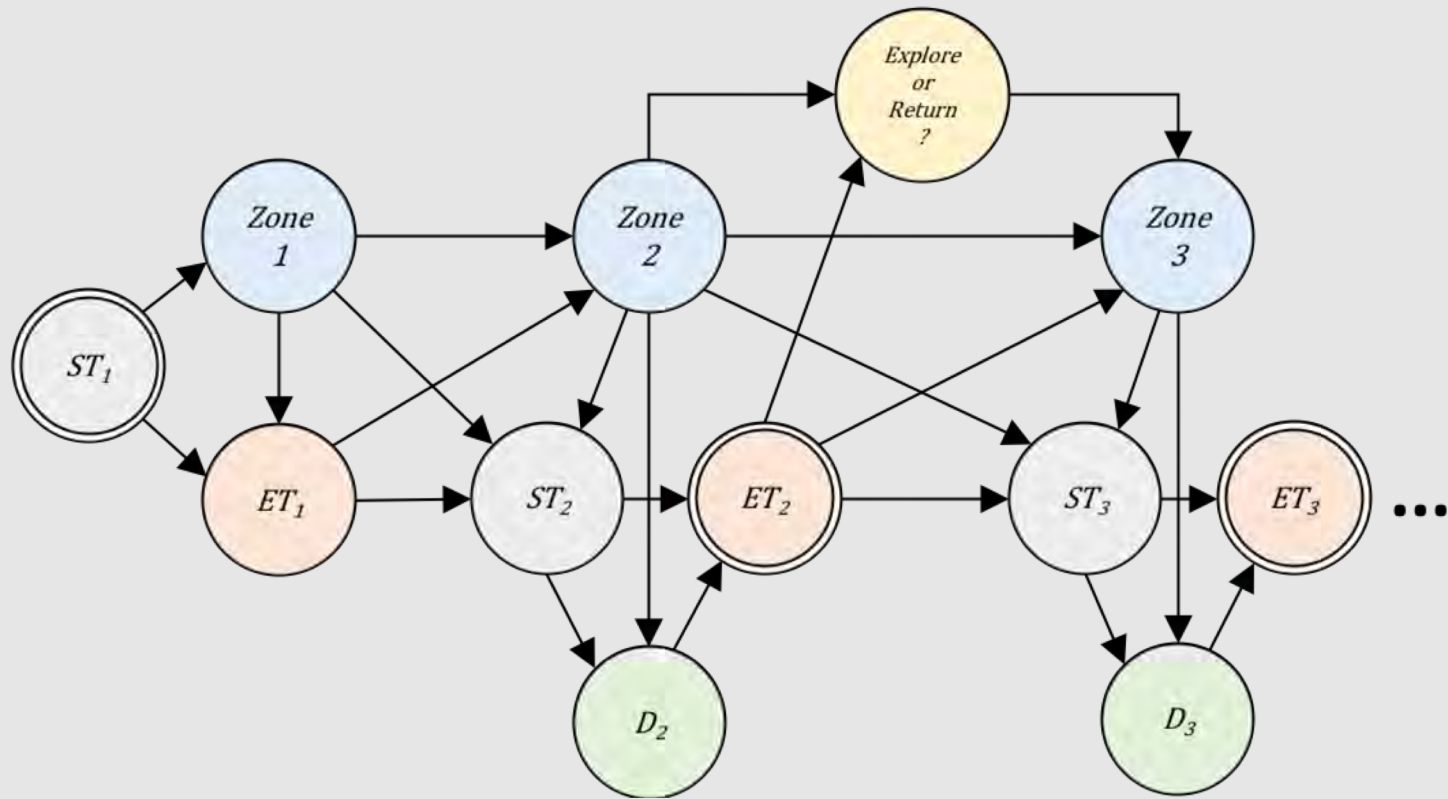 Explore
or
Return
?
Zone
1
Zone
2
Zone
3
ST₁
ET₁
ST₂
ET₂
ST₃
ET₃
...
D₂
D₃